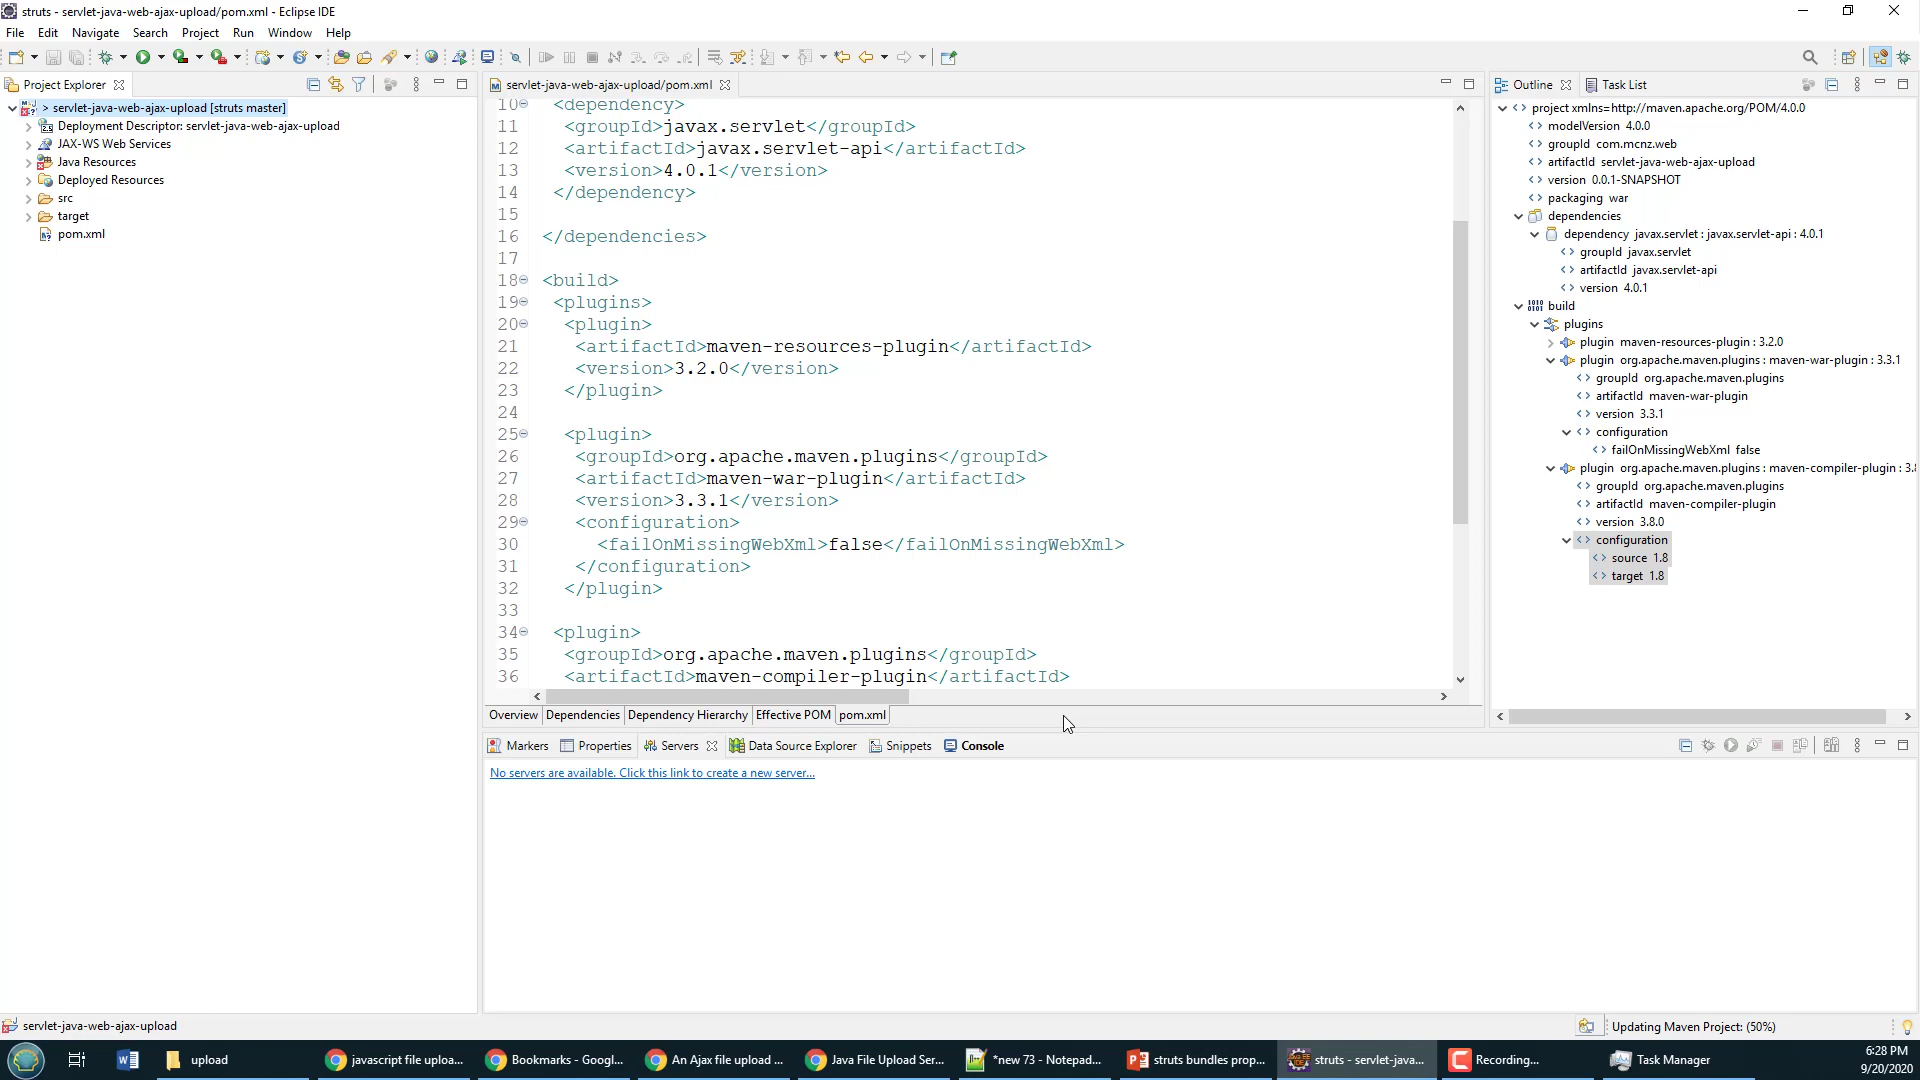 struts - servlet-java-web-ajax-upload/pom.xml - Eclipse IDE
File Edit Navigate Search Project Run Window Help
Project Explorer
> servlet-java-web-ajax-upload [struts master]
Deployment Descriptor: servlet-java-web-ajax-upload
JAX-WS Web Services
Java Resources
Deployed Resources
src
target
pom.xml
servlet-java-web-ajax-upload/pom.xml
10 <dependency>
11 <groupId>javax.servlet</groupId>
12 <artifactId>javax.servlet-api</artifactId>
13 <version>4.0.1</version>
14 </dependency>
15
16 </dependencies>
17
18 <build>
19 <plugins>
20 <plugin>
21 <artifactId>maven-resources-plugin</artifactId>
22 <version>3.2.0</version>
23 </plugin>
24
25 <plugin>
26 <groupId>org.apache.maven.plugins</groupId>
27 <artifactId>maven-war-plugin</artifactId>
28 <version>3.3.1</version>
29 <configuration>
30 <failOnMissingWebXml>false</failOnMissingWebXml>
31 </configuration>
32 </plugin>
33
34 <plugin>
35 <groupId>org.apache.maven.plugins</groupId>
36 <artifactId>maven-compiler-plugin</artifactId>
Overview Dependencies Dependency Hierarchy Effective POM pom.xml
Outline Task List
project xmlns=http://maven.apache.org/POM/4.0.0
modelVersion 4.0.0
groupId com.mcnz.web
artifactId servlet-java-web-ajax-upload
version 0.0.1-SNAPSHOT
packaging war
dependencies
dependency javax.servlet : javax.servlet-api : 4.0.1
groupId javax.servlet
artifactId javax.servlet-api
version 4.0.1
build
plugins
plugin maven-resources-plugin : 3.2.0
plugin org.apache.maven.plugins : maven-war-plugin : 3.3.1
groupId org.apache.maven.plugins
artifactId maven-war-plugin
version 3.3.1
configuration
failOnMissingWebXml false
plugin org.apache.maven.plugins : maven-compiler-plugin : 3.8
groupId org.apache.maven.plugins
artifactId maven-compiler-plugin
version 3.8.0
configuration
source 1.8
target 1.8
Markers Properties Servers Data Source Explorer Snippets Console
No servers are available. Click this link to create a new server...
servlet-java-web-ajax-upload
Updating Maven Project: (50%)
upload
javascript file uploa...
Bookmarks - Googl...
An Ajax file upload ...
Java File Upload Ser...
*new 73 - Notepad...
struts bundles prop...
struts - servlet-java...
Recording...
Task Manager
6:28 PM
9/20/2020